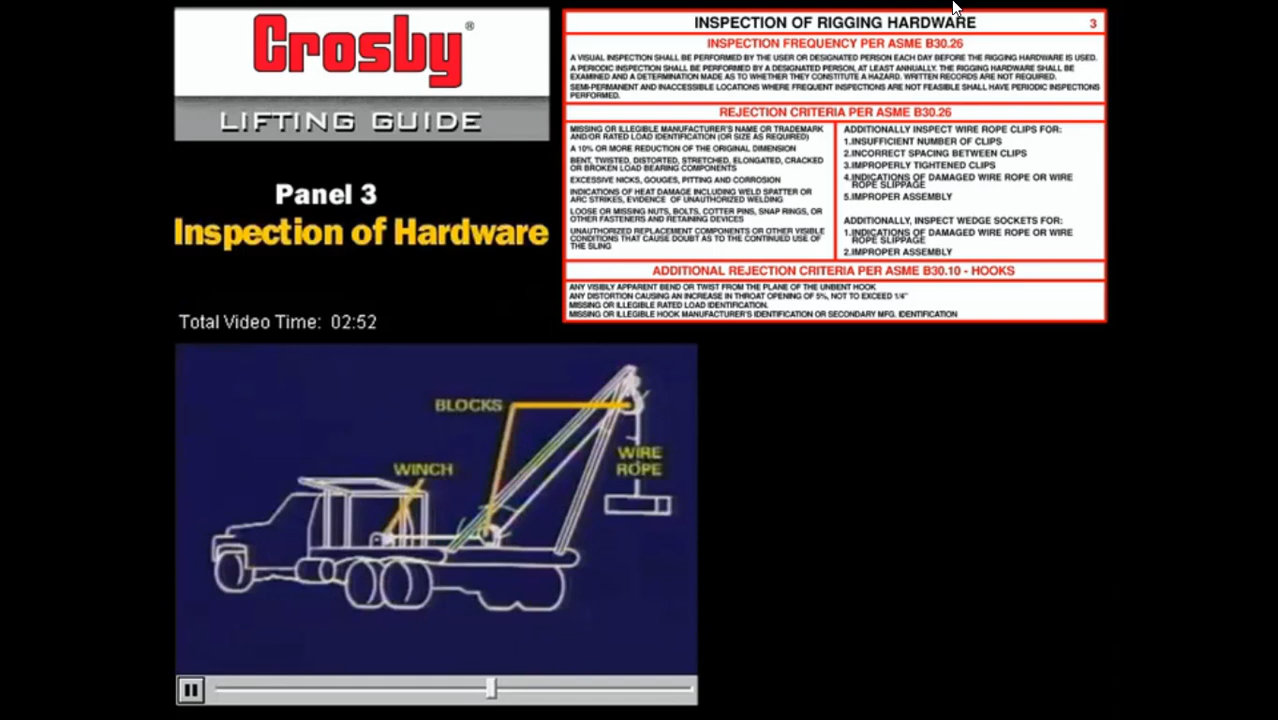 Crosby®
LIFTING GUIDE
Panel 3
Inspection of Hardware
Total Video Time: 02:52
INSPECTION OF RIGGING HARDWARE 3
INSPECTION FREQUENCY PER ASME B30.26
A VISUAL INSPECTION SHALL BE PERFORMED BY THE USER OR DESIGNATED PERSON EACH DAY BEFORE THE RIGGING HARDWARE IS USED.
A PERIODIC INSPECTION SHALL BE PERFORMED BY A DESIGNATED PERSON, AT LEAST ANNUALLY. THE RIGGING HARDWARE SHALL BE
EXAMINED AND A DETERMINATION MADE AS TO WHETHER THEY CONSTITUTE A HAZARD. WRITTEN RECORDS ARE NOT REQUIRED.
SEMI-PERMANENT AND INACCESSIBLE LOCATIONS WHERE FREQUENT INSPECTIONS ARE NOT FEASIBLE SHALL HAVE PERIODIC INSPECTIONS
PERFORMED.
REJECTION CRITERIA PER ASME B30.26
MISSING OR ILLEGIBLE MANUFACTURER'S NAME OR TRADEMARK
AND/OR RATED LOAD IDENTIFICATION (OR SIZE AS REQUIRED)
A 10% OR MORE REDUCTION OF THE ORIGINAL DIMENSION
BENT, TWISTED, DISTORTED, STRETCHED, ELONGATED, CRACKED
OR BROKEN LOAD BEARING COMPONENTS
EXCESSIVE NICKS, GOUGES, PITTING AND CORROSION
INDICATIONS OF HEAT DAMAGE INCLUDING WELD SPATTER OR
ARC STRIKES, EVIDENCE OF UNAUTHORIZED WELDING
LOOSE OR MISSING NUTS, BOLTS, COTTER PINS, SNAP RINGS, OR
OTHER FASTENERS AND RETAINING DEVICES
UNAUTHORIZED REPLACEMENT COMPONENTS OR OTHER VISIBLE
CONDITIONS THAT CAUSE DOUBT AS TO THE CONTINUED USE OF
THE SLING
ADDITIONALLY INSPECT WIRE ROPE CLIPS FOR:
1.INSUFFICIENT NUMBER OF CLIPS
2.INCORRECT SPACING BETWEEN CLIPS
3.IMPROPERLY TIGHTENED CLIPS
4.INDICATIONS OF DAMAGED WIRE ROPE OR WIRE
ROPE SLIPPAGE
5.IMPROPER ASSEMBLY
ADDITIONALLY, INSPECT WEDGE SOCKETS FOR:
1.INDICATIONS OF DAMAGED WIRE ROPE OR WIRE
ROPE SLIPPAGE
2.IMPROPER ASSEMBLY
ADDITIONAL REJECTION CRITERIA PER ASME B30.10 - HOOKS
ANY VISIBLY APPARENT BEND OR TWIST FROM THE PLANE OF THE UNBENT HOOK
ANY DISTORTION CAUSING AN INCREASE IN THROAT OPENING OF 5%, NOT TO EXCEED 1/4"
MISSING OR ILLEGIBLE RATED LOAD IDENTIFICATION.
MISSING OR ILLEGIBLE HOOK MANUFACTURER'S IDENTIFICATION OR SECONDARY MFG. IDENTIFICATION
BLOCKS
WINCH
WIRE
ROPE